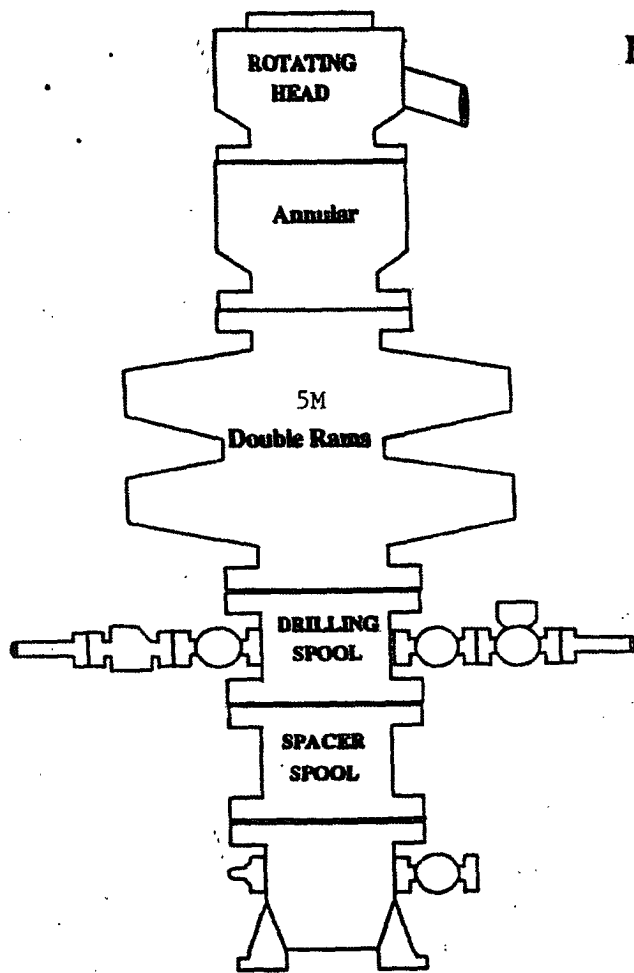 ROTATING
HEAD
Annular
5M
Double Rams
DRILLING
SPOOL
SPACER
SPOOL